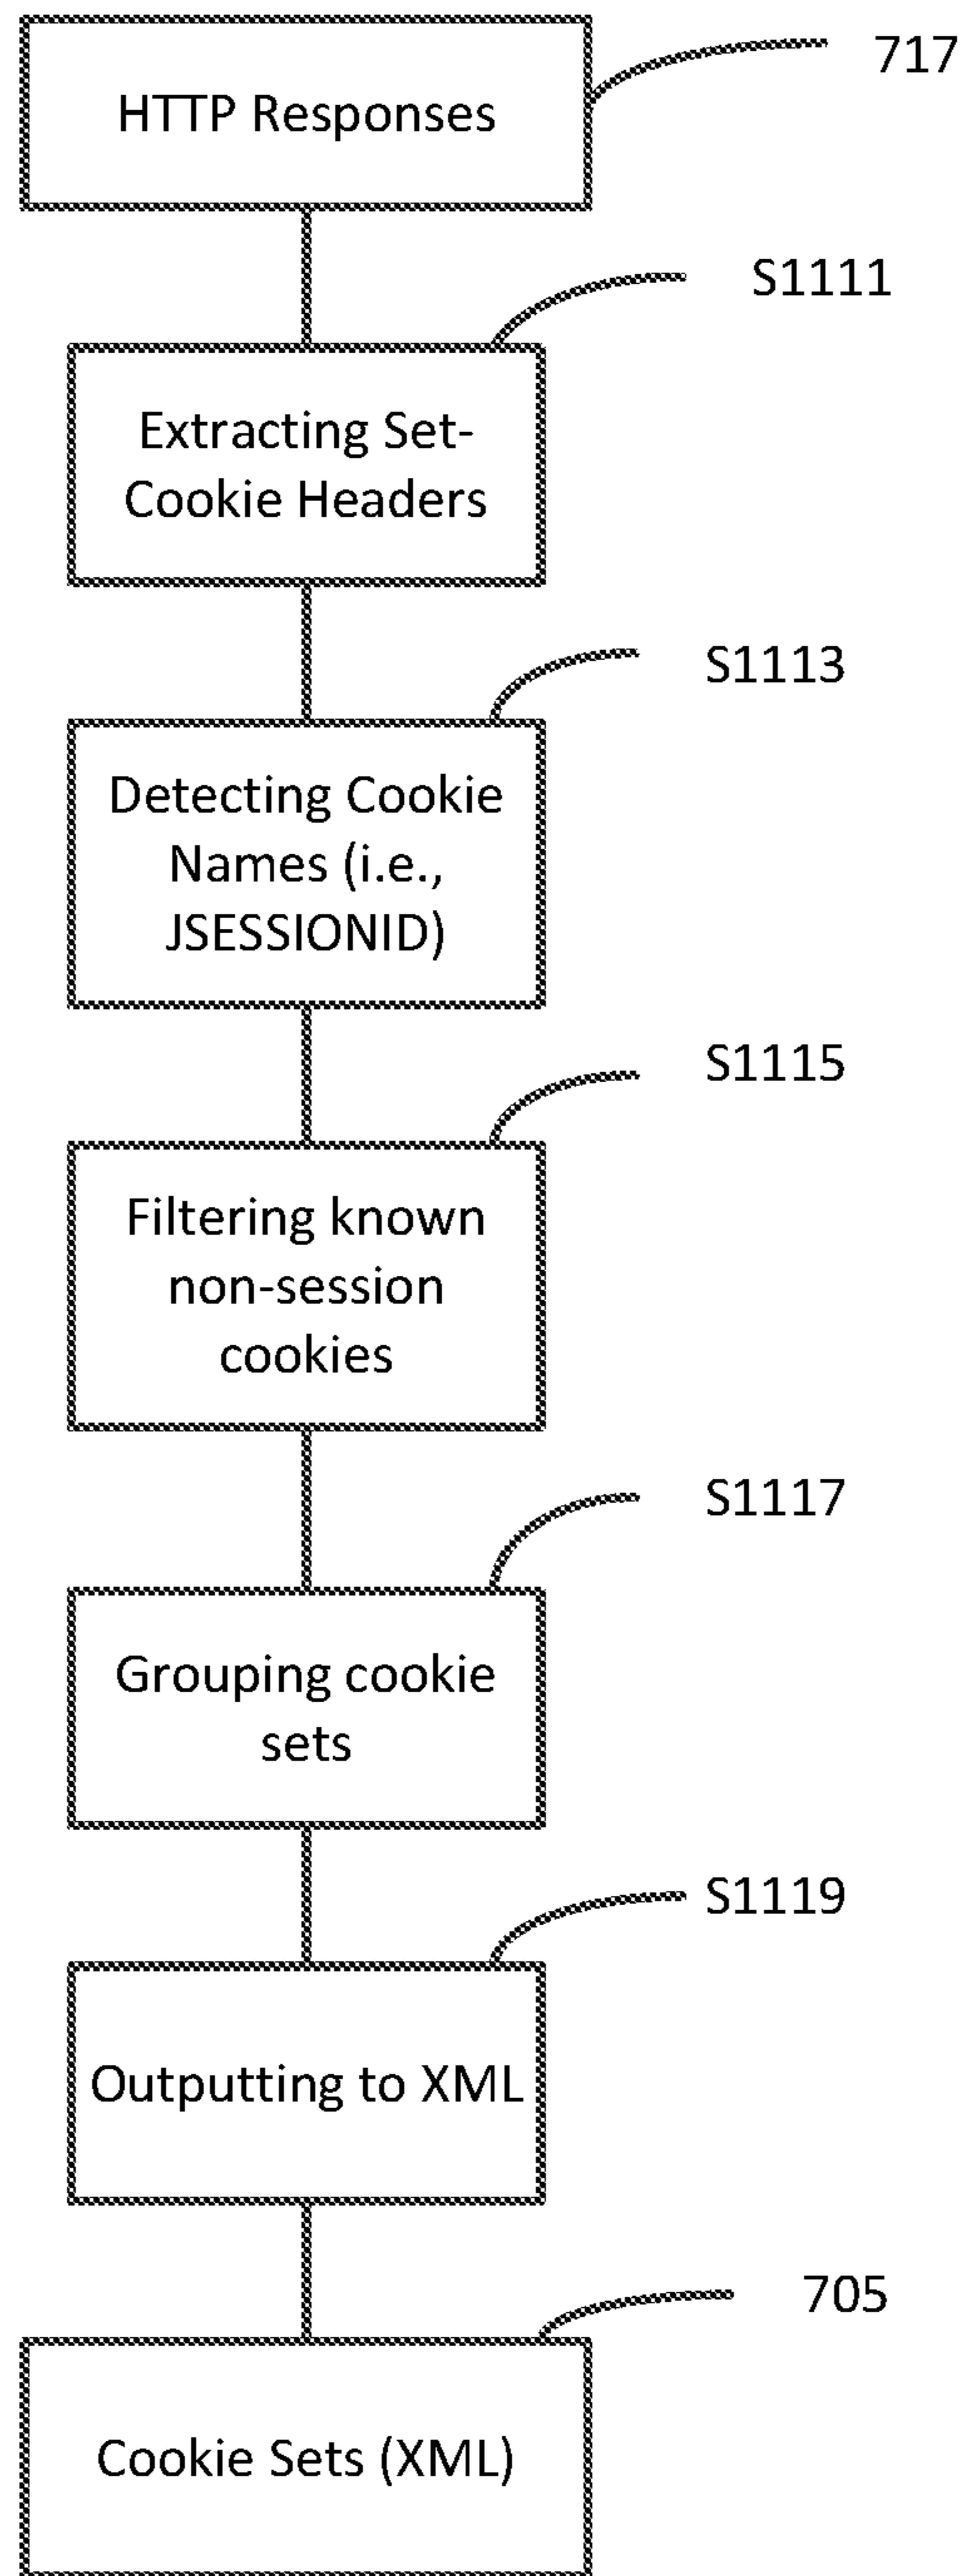 717
HTTP Responses
S1111
Extracting Set-
Cookie Headers
S1113
Detecting Cookie
Names (i.e.,
JSESSIONID)
S1115
Filtering known
non-session
cookies
S1117
Grouping cookie
sets
S1119
Outputting to XML
705
Cookie Sets (XML)